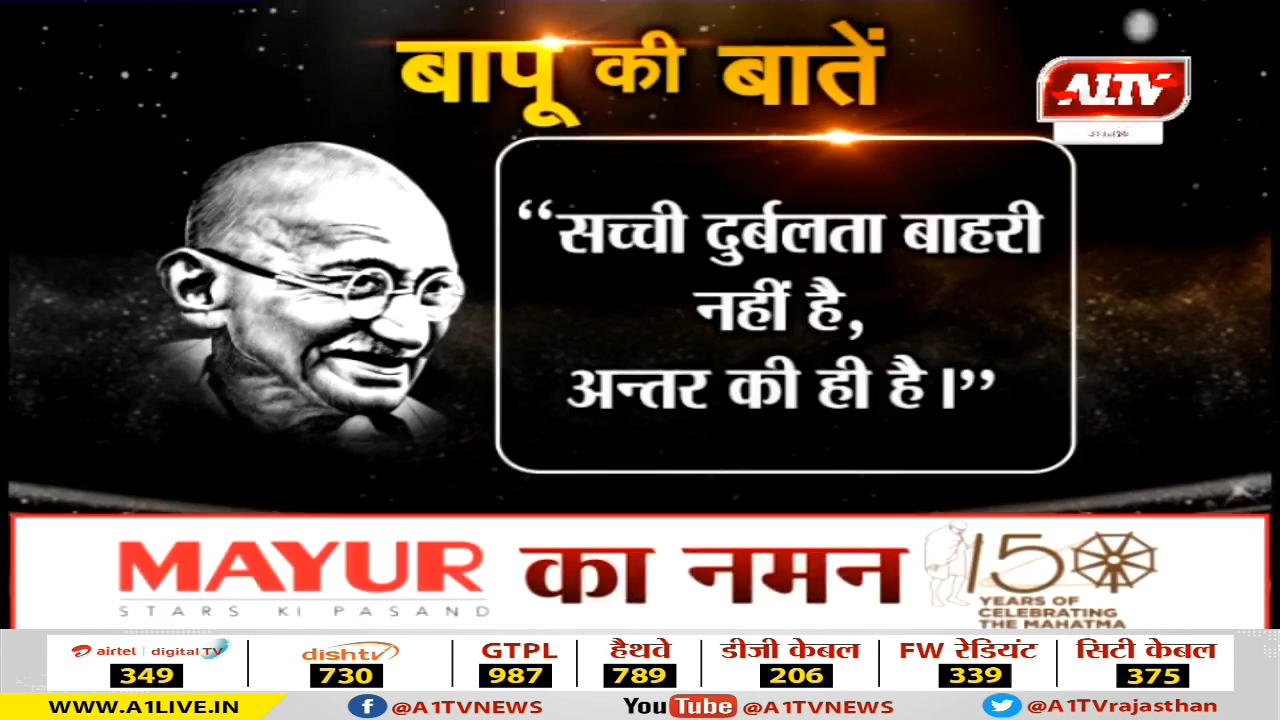 बापू की बातें
A1TV
“सच्ची दुर्बलता बाहरी
नहीं है,
अन्तर की ही है।”
MAYUR का नमन
STARS KI PASAND
150
YEARS OF
CELEBRATING
THE MAHATMA
airtel | digital TV
349
dishtv
730
GTPL
987
हैथवे
789
डीजी केबल
206
FW रेडियंट
339
सिटी केबल
375
WWW.A1LIVE.IN
@A1TVNEWS
YouTube @A1TVNEWS
@A1TVrajasthan